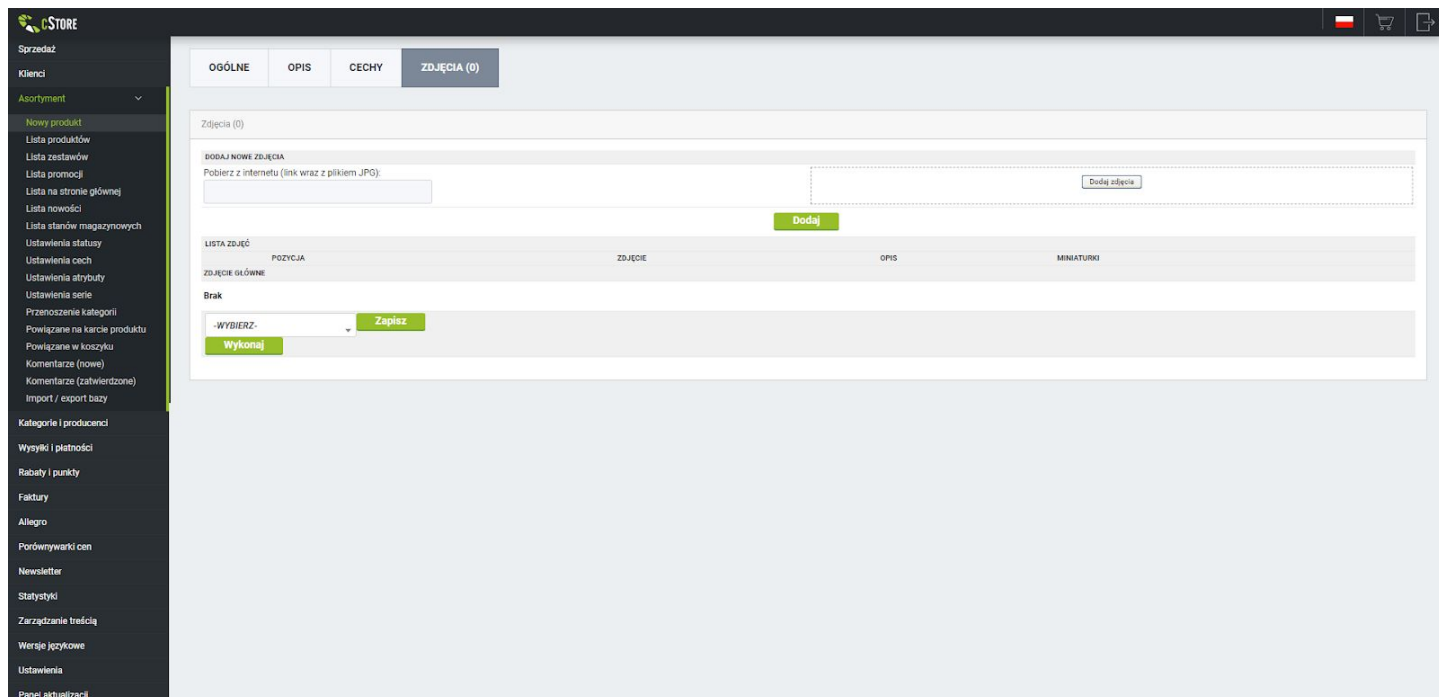 cSTORE
Sprzedaż
Klienci
Asortyment
Nowy produkt
Lista produktów
Lista zestawów
Lista promocji
Lista na stronie głównej
Lista nowości
Lista stanów magazynowych
Ustawienia statusy
Ustawienia cech
Ustawienia atrybuty
Ustawienia serie
Przenoszenie kategorii
Powiązane na karcie produktu
Powiązane w koszyku
Komentarze (nowe)
Komentarze (zatwierdzone)
Import / export bazy
Kategorie i producenci
Wysyłki i płatności
Rabaty i punkty
Faktury
Allegro
Porównywarki cen
Newsletter
Statystyki
Zarządzanie treścią
Wersje językowe
Ustawienia
Panel aktualizacji
OGÓLNE OPIS CECHY ZDJĘCIA (0)
Zdjęcia (0)
DODAJ NOWE ZDJĘCIA
Pobierz z internetu (link wraz z plikiem JPG):
Dodaj zdjęcia
Dodaj
LISTA ZDJĘĆ
POZYCJA ZDJĘCIE OPIS MINIATURKI
ZDJĘCIE GŁÓWNE
Brak
-WYBIERZ- Zapisz
Wykonaj